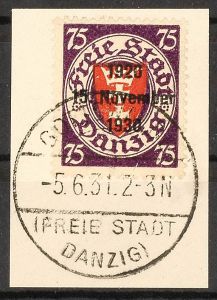 75 75
Freie Stadt
1920
15. November
1930
Danzig
75 75
-5.6.31.2-3N
(FREIE STADT
DANZIG)